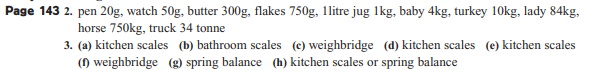 Page 143 2. pen 20g, watch 50g, butter 300g, flakes 750g, 1litre jug 1kg, baby 4kg, turkey 10kg, lady 84kg,
horse 750kg, truck 34 tonne
3. (a) kitchen scales (b) bathroom scales (c) weighbridge (d) kitchen scales (e) kitchen scales
(f) weighbridge (g) spring balance (h) kitchen scales or spring balance